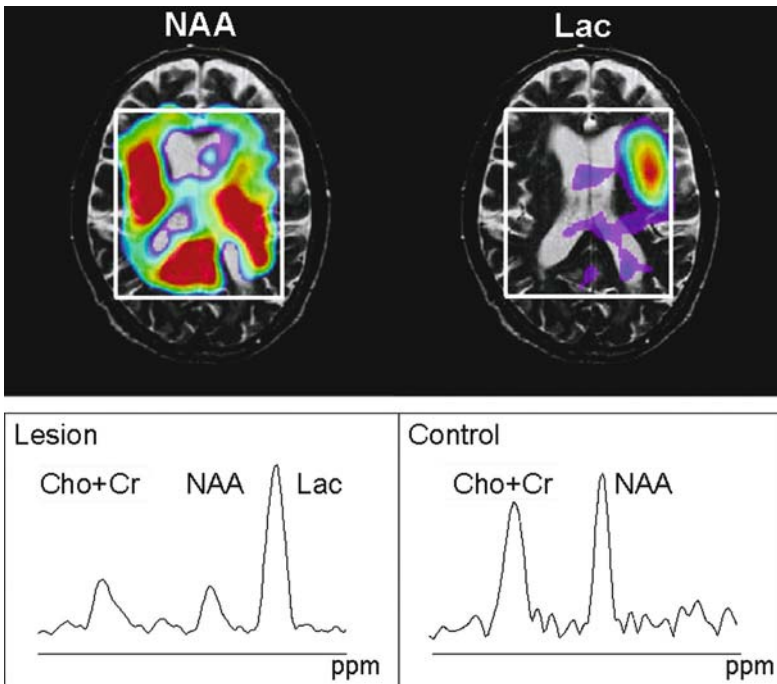 NAA Lac
Lesion
Cho+Cr NAA Lac
ppm
Control
Cho+Cr NAA
ppm